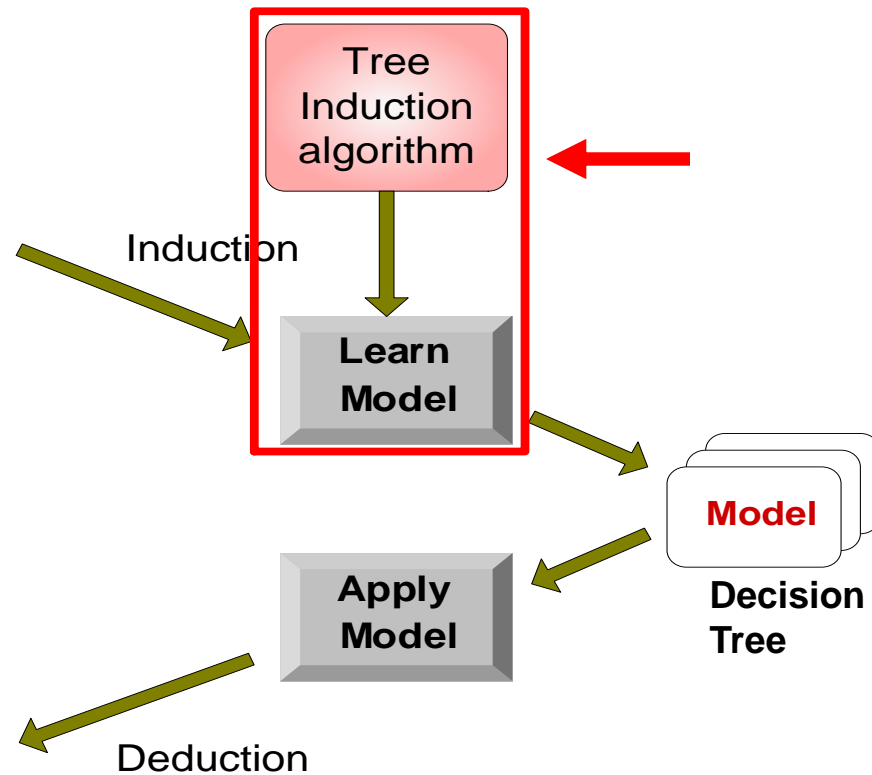 Tree
Induction
algorithm
Induction
Learn
Model
Model
Decision
Tree
Apply
Model
Deduction